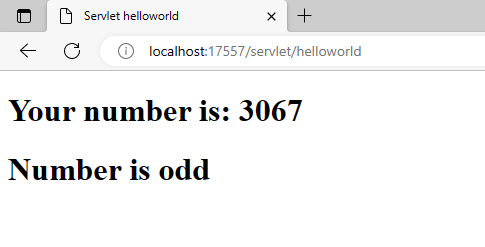 Servlet helloworld
localhost:17557/servlet/helloworld
Your number is: 3067
Number is odd